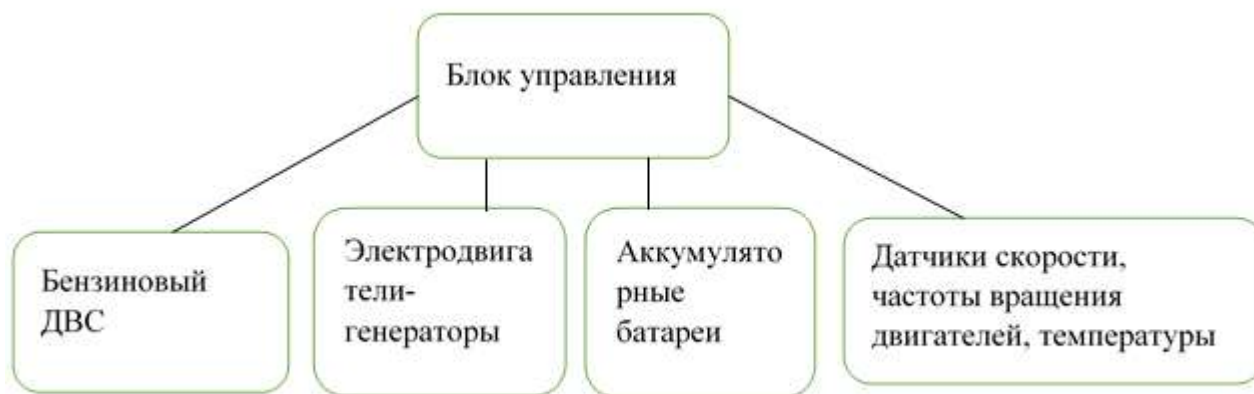 Блок управления
Бензиновый
ДВС
Электродвига
тели-
генераторы
Аккумулято
рные
батареи
Датчики скорости,
частоты вращения
двигателей, температуры